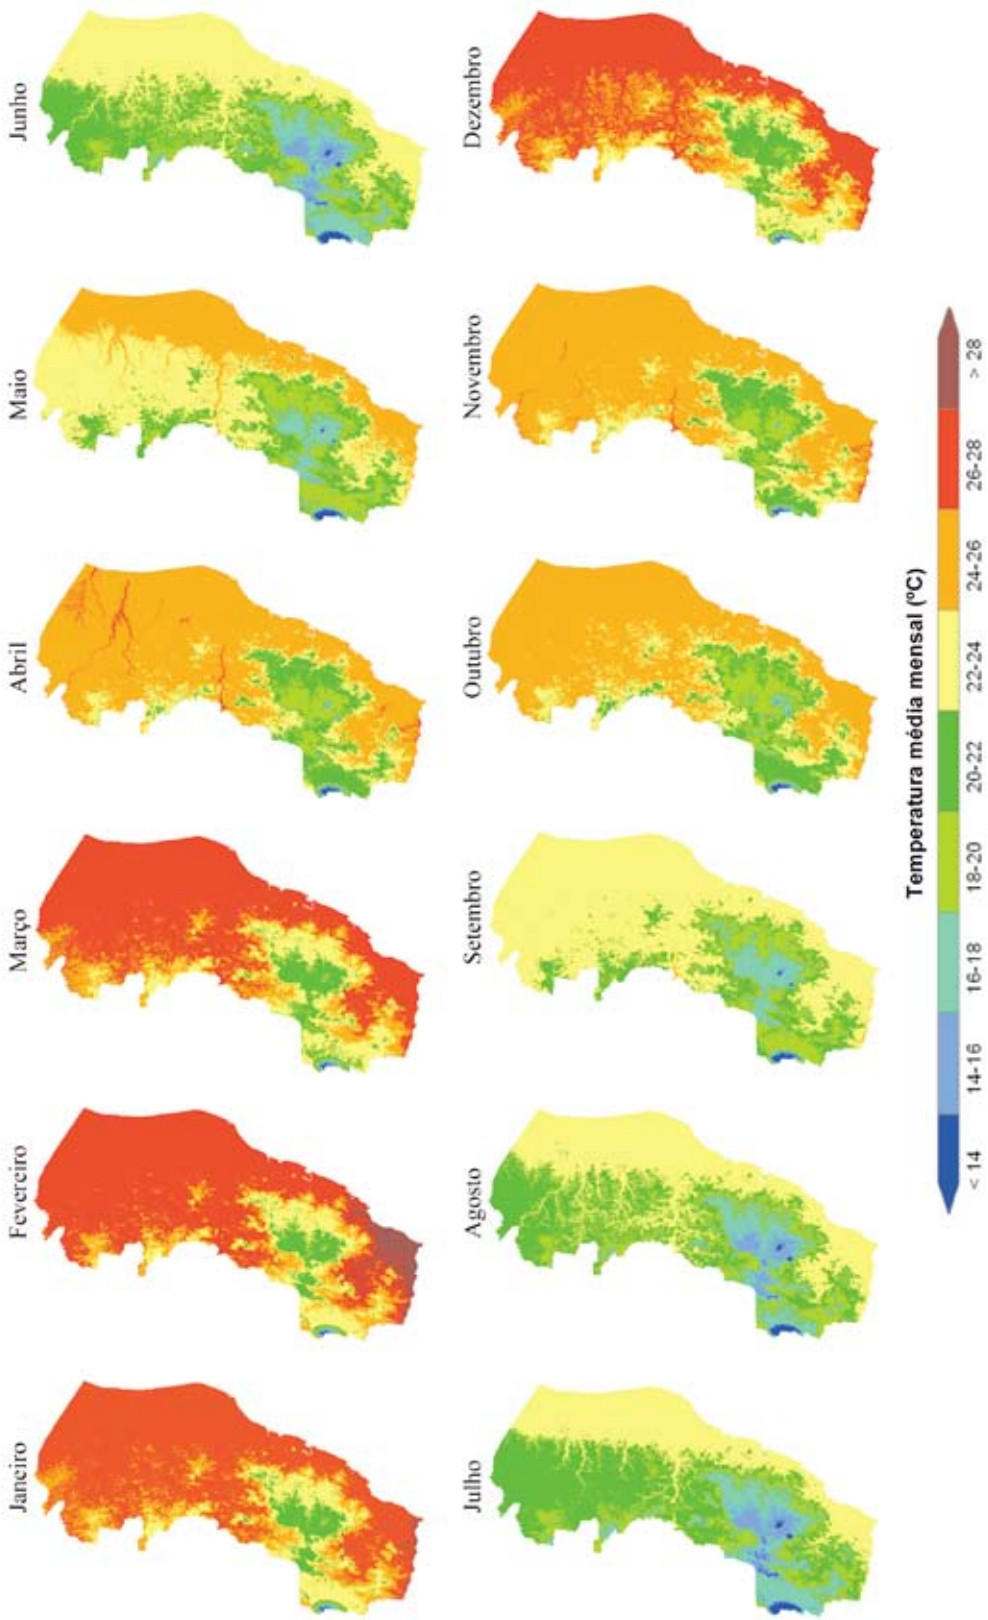 Janeiro
Fevereiro
Março
Abril
Maio
Junho
Julho
Agosto
Setembro
Outubro
Novembro
Dezembro
Temperatura média mensal (ºC)
< 14
14-16
16-18
18-20
20-22
22-24
24-26
26-28
> 28